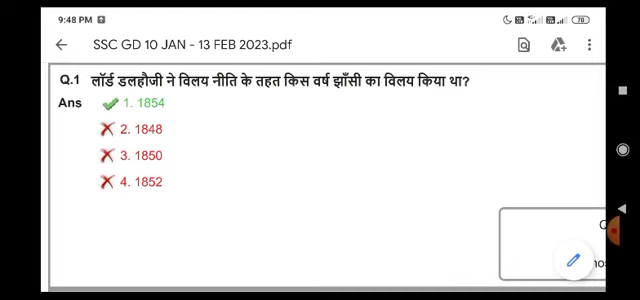 9:48 PM
70
SSC GD 10 JAN - 13 FEB 2023.pdf
Q.1 लॉर्ड डलहौजी ने विलय नीति के तहत किस वर्ष झाँसी का विलय किया था?
Ans 1. 1854
2. 1848
3. 1850
4. 1852